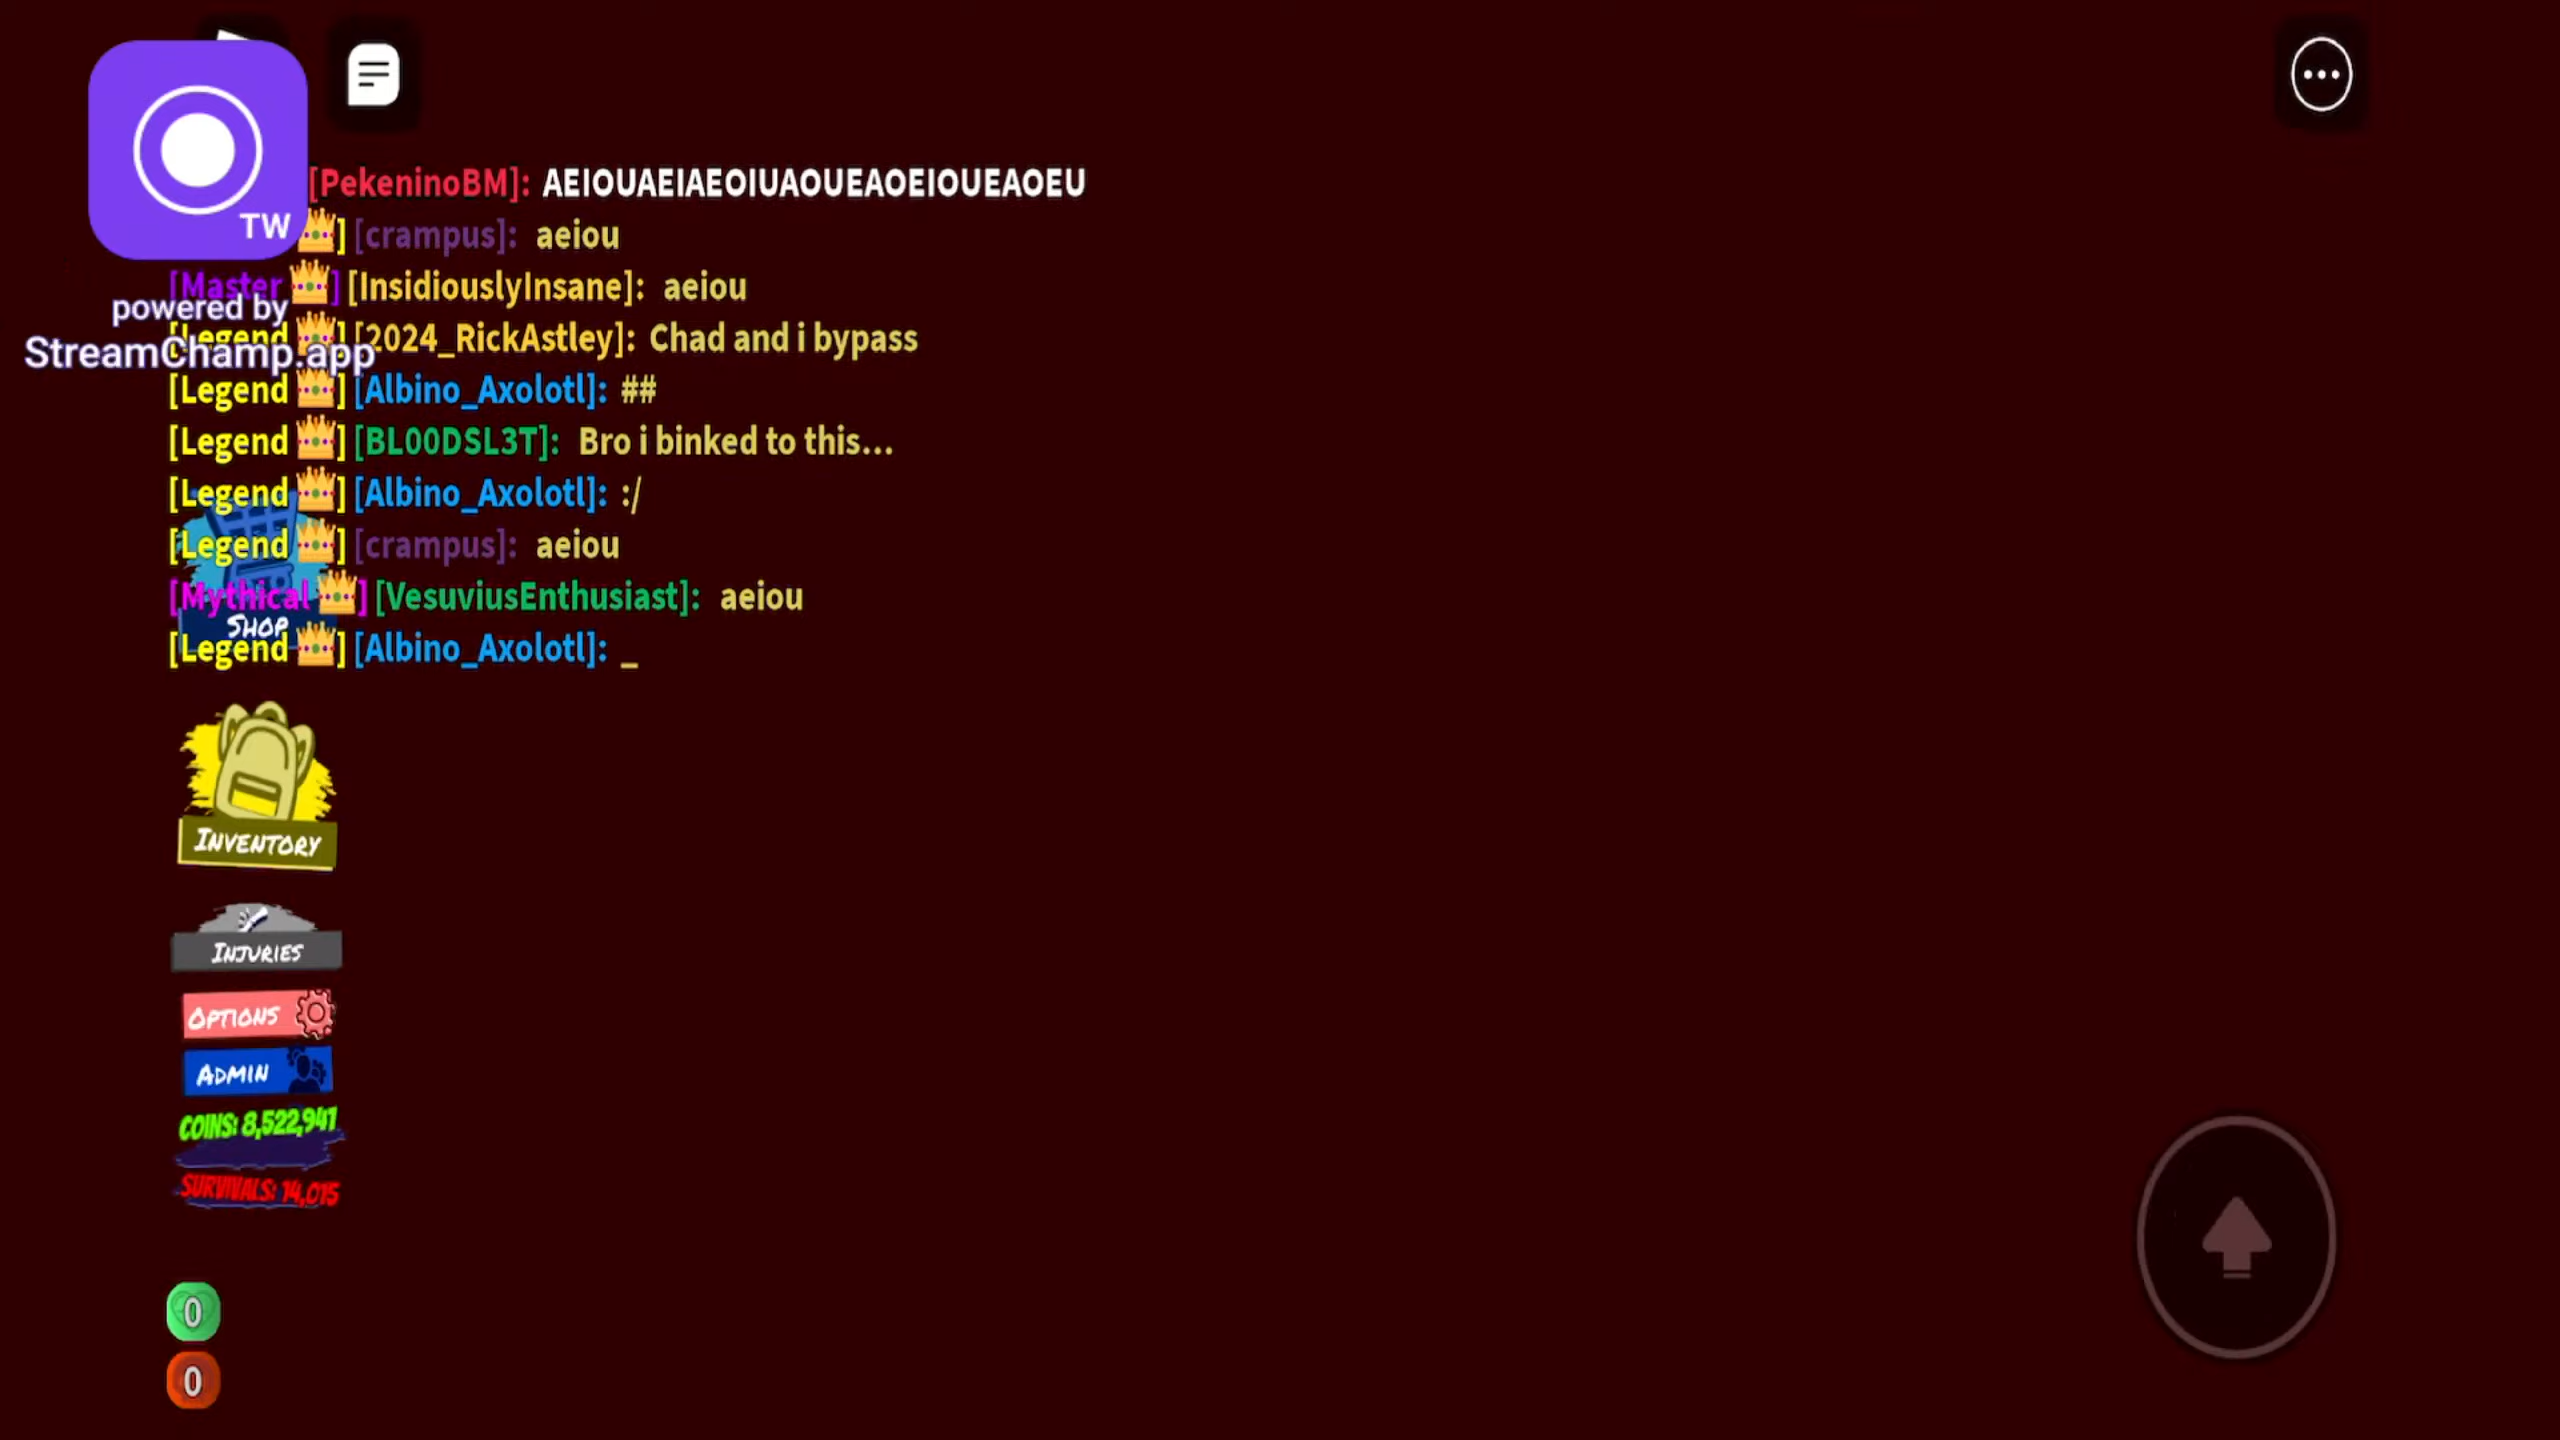 TW
[PekeninoBM]: AEIOUAEIAEOIUAOUEAOEIOUEAOEU
] [crampus]: aeiou
[Master 👑] [InsidiouslyInsane]: aeiou
powered by
[Legend 👑] [2024_RickAstley]: Chad and i bypass
StreamChamp.app
[Legend 👑] [Albino_Axolotl]: ##
[Legend 👑] [BL00DSL3T]: Bro i binked to this...
[Legend 👑] [Albino_Axolotl]: :/
[Legend 👑] [crampus]: aeiou
[Mythical 👑] [VesuviusEnthusiast]: aeiou
SHOP
[Legend 👑] [Albino_Axolotl]: _
INVENTORY
INJURIES
OPTIONS
ADMIN
COINS: 8,522,947
SURVIVALS: 14,015
0
0